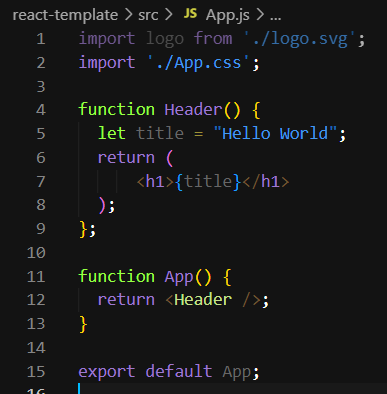 react-template > src > JS App.js > ...
1 import logo from './logo.svg';
2 import './App.css';
3
4 function Header() {
5   let title = "Hello World";
6   return (
7       <h1>{title}</h1>
8   );
9 };
10
11 function App() {
12   return <Header />;
13 }
14
15 export default App;
16